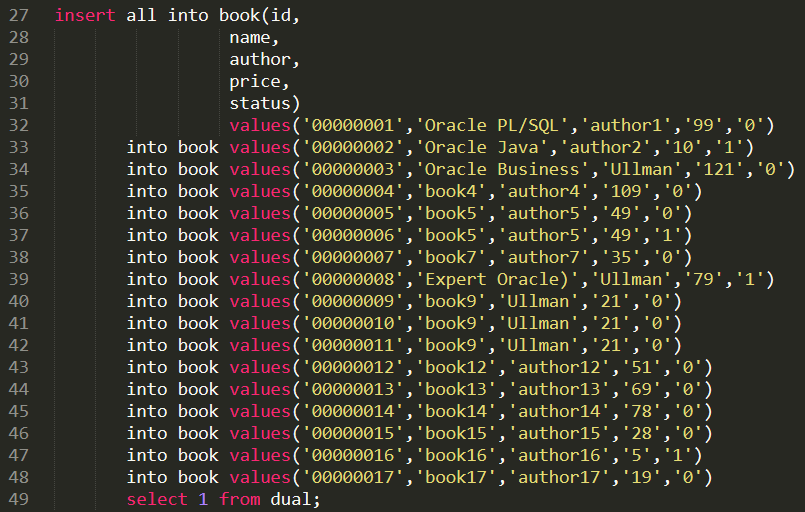 27 insert all into book(id,
28 name,
29 author,
30 price,
31 status)
32 values('00000001','Oracle PL/SQL','author1','99','0')
33 into book values('00000002','Oracle Java','author2','10','1')
34 into book values('00000003','Oracle Business','Ullman','121','0')
35 into book values('00000004','book4','author4','109','0')
36 into book values('00000005','book5','author5','49','0')
37 into book values('00000006','book5','author5','49','1')
38 into book values('00000007','book7','author7','35','0')
39 into book values('00000008','Expert Oracle)','Ullman','79','1')
40 into book values('00000009','book9','Ullman','21','0')
41 into book values('00000010','book9','Ullman','21','0')
42 into book values('00000011','book9','Ullman','21','0')
43 into book values('00000012','book12','author12','51','0')
44 into book values('00000013','book13','author13','69','0')
45 into book values('00000014','book14','author14','78','0')
46 into book values('00000015','book15','author15','28','0')
47 into book values('00000016','book16','author16','5','1')
48 into book values('00000017','book17','author17','19','0')
49 select 1 from dual;